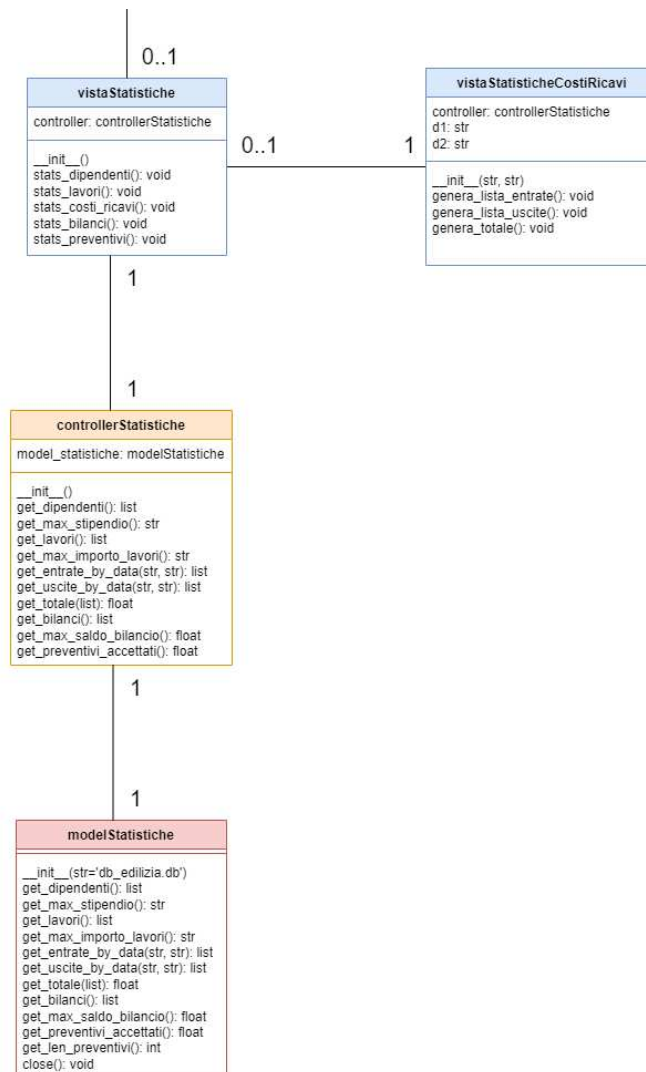 0..1
vistaStatistiche
controller: controllerStatistiche
__init__()
stats_dipendenti(): void
stats_lavori(): void
stats_costi_ricavi(): void
stats_bilanci(): void
stats_preventivi(): void
0..1
1
vistaStatisticheCostiRicavi
controller: controllerStatistiche
d1: str
d2: str
__init__(str, str)
genera_lista_entrate(): void
genera_lista_uscite(): void
genera_totale(): void
1
1
controllerStatistiche
model_statistiche: modelStatistiche
__init__()
get_dipendenti(): list
get_max_stipendio(): str
get_lavori(): list
get_max_importo_lavori(): str
get_entrate_by_data(str, str): list
get_uscite_by_data(str, str): list
get_totale(list): float
get_bilanci(): list
get_max_saldo_bilancio(): float
get_preventivi_accettati(): float
1
1
modelStatistiche
__init__(str='db_edilizia.db')
get_dipendenti(): list
get_max_stipendio(): str
get_lavori(): list
get_max_importo_lavori(): str
get_entrate_by_data(str, str): list
get_uscite_by_data(str, str): list
get_totale(list): float
get_bilanci(): list
get_max_saldo_bilancio(): float
get_preventivi_accettati(): float
get_len_preventivi(): int
close(): void